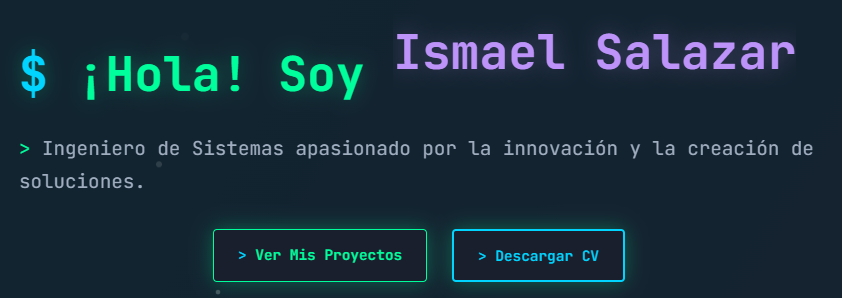 $ ¡Hola! Soy Ismael Salazar
> Ingeniero de Sistemas apasionado por la innovación y la creación de
soluciones.
> Ver Mis Proyectos
> Descargar CV